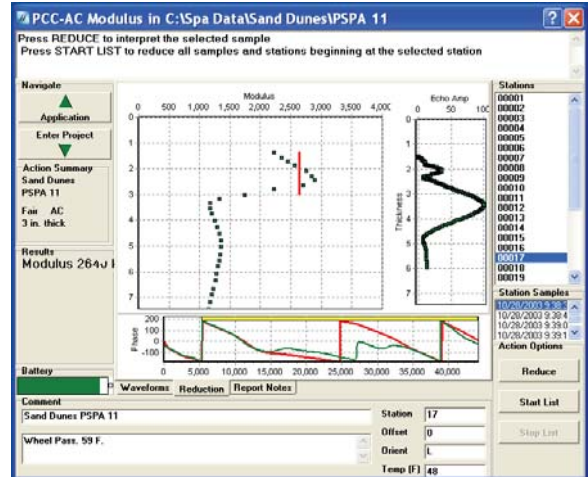 PCC-AC Modulus in C:\Spa Data\Sand Dunes\PSPA 11
Press REDUCE to interpret the selected sample
Press START LIST to reduce all samples and stations beginning at the selected station
Navigate
Application
Enter Project
Action Summary
Sand Dunes
PSPA 11
Fair AC
3 in. thick
Results
Modulus 264
Battery
Modulus
0 500 1,000 1,500 2,000 2,500 3,000 3,500 4,000
0
1
2
3
4
5
6
7
Echo Amp
0 50 100
Thickness
0
1
2
3
4
5
6
7
Phase
200
100
0
-100
0 5,000 10,000 15,000 20,000 25,000 30,000 35,000 40,000
Waveforms Reduction Report Notes
Stations
00001
00002
00003
00004
00005
00006
00007
00008
00009
00010
00011
00012
00013
00014
00015
00016
00017
00018
00019
Station Samples
10/28/2003 9:38:3
10/28/2003 9:38:4
10/28/2003 9:39:0
10/28/2003 9:39:1
Action Options
Reduce
Start List
Stop List
Comment
Sand Dunes PSPA 11
Wheel Pass. 59 F.
Station 17
Offset 0
Orient L
Temp [F] 48